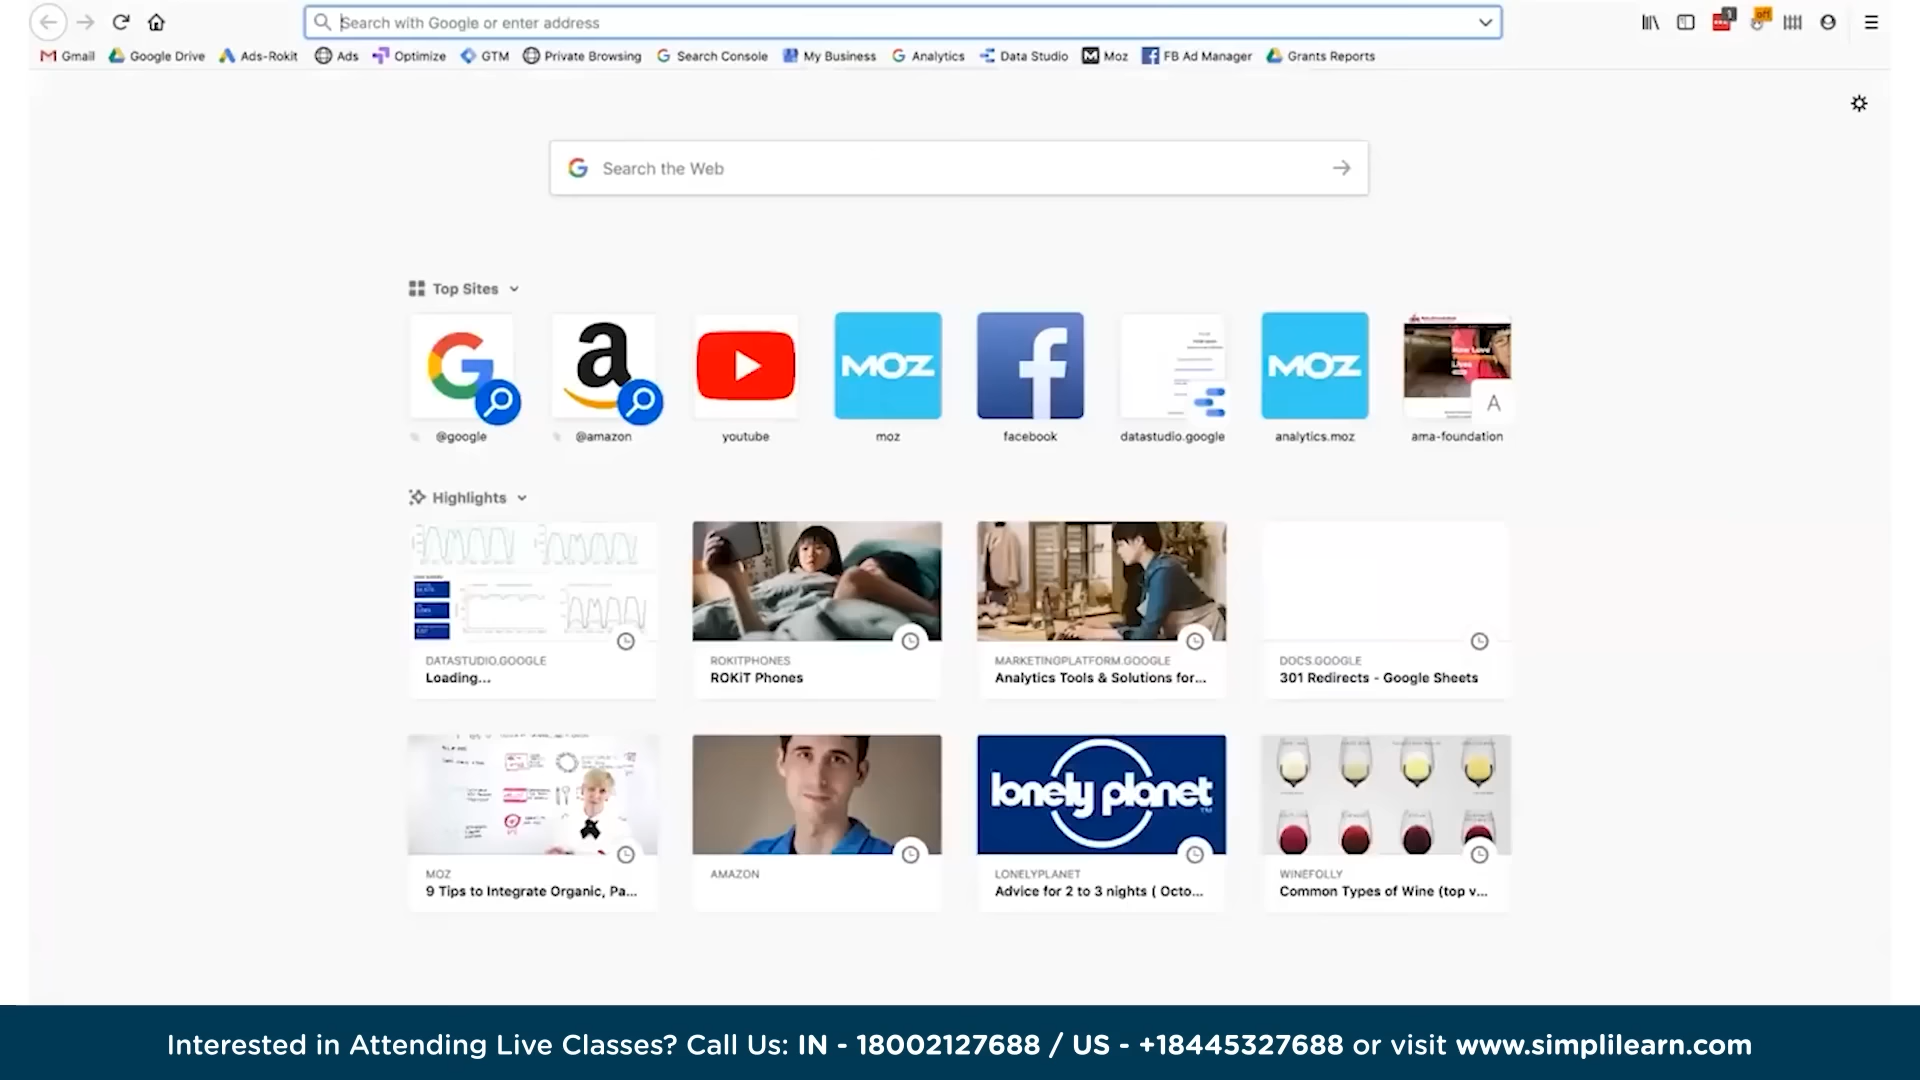 Search with Google or enter address
1
off
Gmail
Google Drive
Ads-Rokit
Ads
Optimize
GTM
Private Browsing
Search Console
My Business
Analytics
Data Studio
Moz
FB Ad Manager
Grants Reports
Search the Web
Top Sites
MOZ
MOZ
A
@google
@amazon
youtube
moz
facebook
datastudio.google
analytics.moz
ama-foundation
Highlights
DATASTUDIO.GOOGLE
Loading...
ROKITPHONES
ROKiT Phones
MARKETINGPLATFORM.GOOGLE
Analytics Tools & Solutions for...
DOCS.GOOGLE
301 Redirects - Google Sheets
lonely planet
MOZ
9 Tips to Integrate Organic, Pa...
AMAZON
LONELYPLANET
Advice for 2 to 3 nights ( Octo...
WINEFOLLY
Common Types of Wine (top v...
Interested in Attending Live Classes? Call Us: IN - 18002127688 / US - +18445327688 or visit www.simplilearn.com